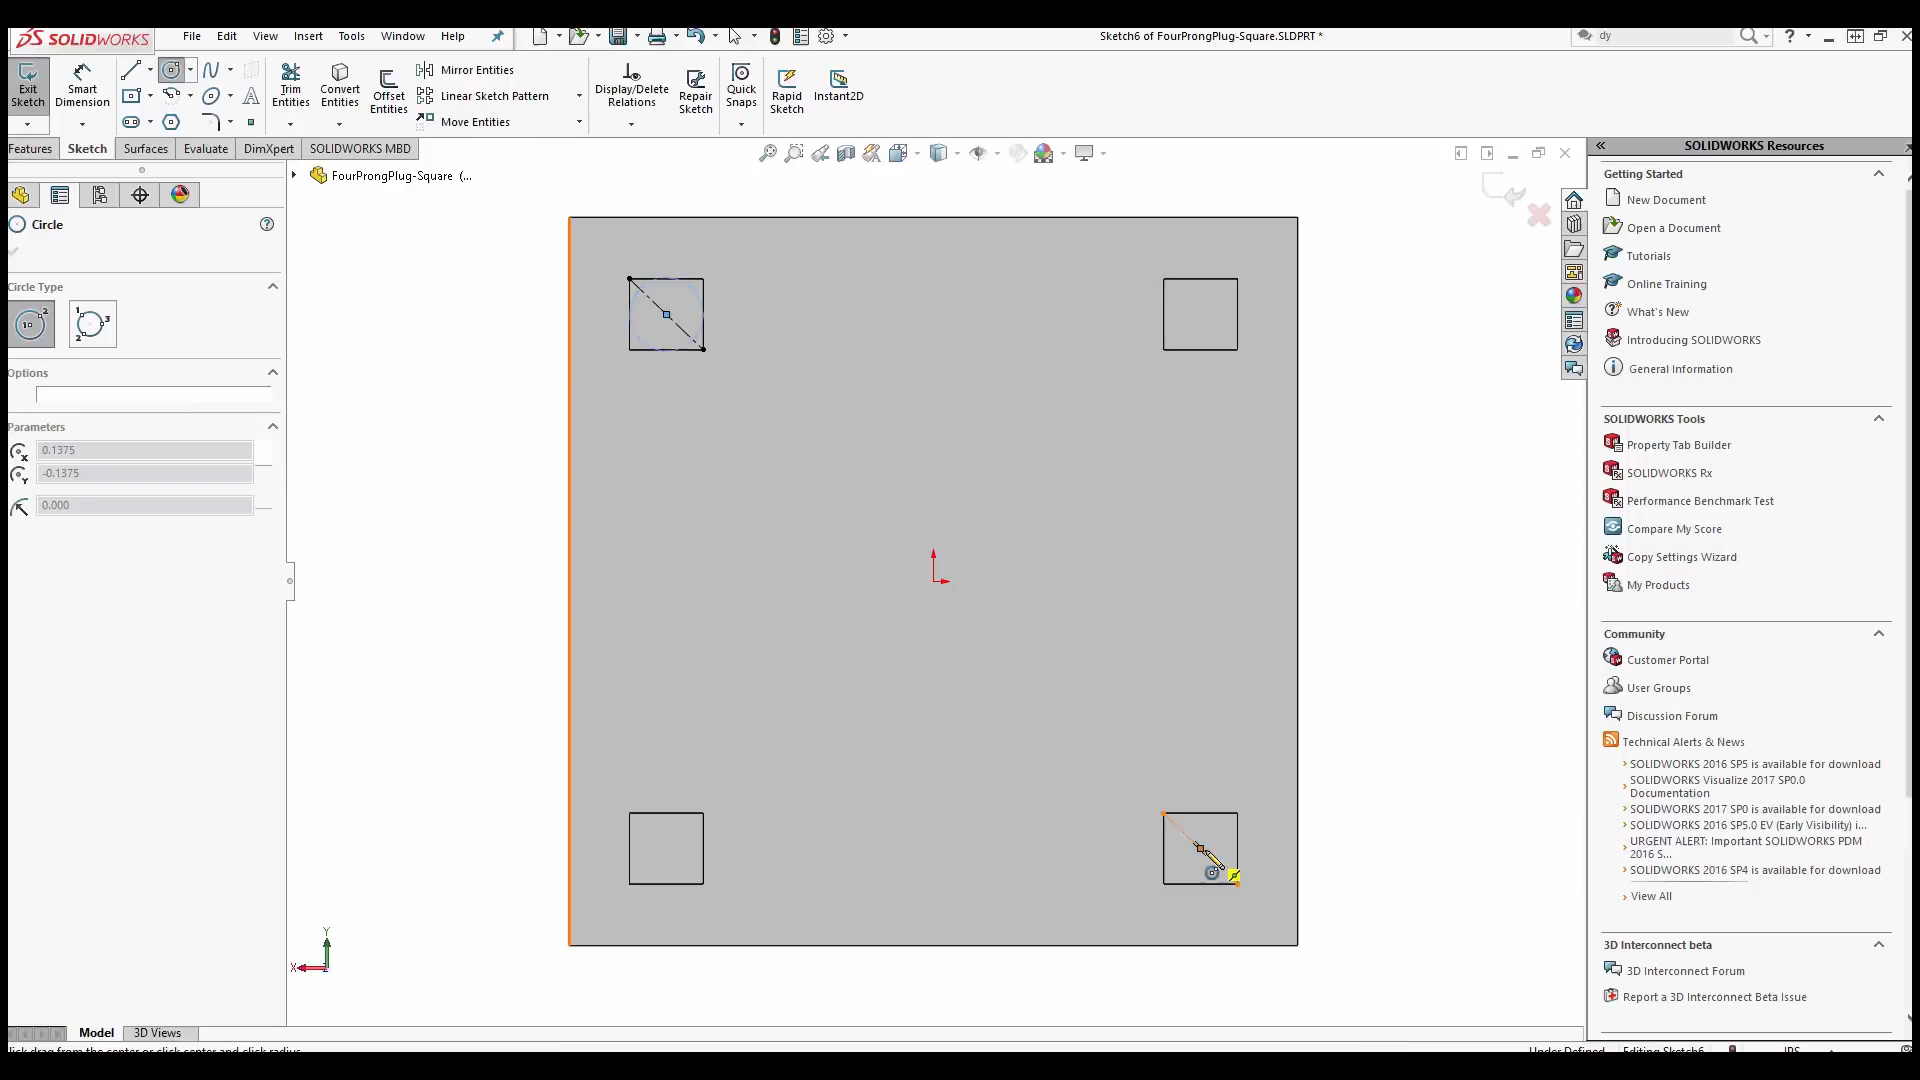 SOLIDWORKS
File Edit View Insert Tools Window Help
Sketch6 of FourProngPlug-Square.SLDPRT *
dy
Exit Sketch
Smart Dimension
Trim Entities
Convert Entities
Offset Entities
Mirror Entities
Linear Sketch Pattern
Move Entities
Display/Delete Relations
Repair Sketch
Quick Snaps
Rapid Sketch
Instant2D
Features Sketch Surfaces Evaluate DimXpert SOLIDWORKS MBD
FourProngPlug-Square (...
Circle
Circle Type
Options
Parameters
0.1375
-0.1375
0.000
Y
X
Model 3D Views
SOLIDWORKS Resources
Getting Started
New Document
Open a Document
Tutorials
Online Training
What's New
Introducing SOLIDWORKS
General Information
SOLIDWORKS Tools
Property Tab Builder
SOLIDWORKS Rx
Performance Benchmark Test
Compare My Score
Copy Settings Wizard
My Products
Community
Customer Portal
User Groups
Discussion Forum
Technical Alerts & News
SOLIDWORKS 2016 SP5 is available for download
SOLIDWORKS Visualize 2017 SP0.0
Documentation
SOLIDWORKS 2017 SP0 is available for download
SOLIDWORKS 2016 SP5.0 EV (Early Visibility) i...
URGENT ALERT: Important SOLIDWORKS PDM
2016 S...
SOLIDWORKS 2016 SP4 is available for download
View All
3D Interconnect beta
3D Interconnect Forum
Report a 3D Interconnect Beta Issue